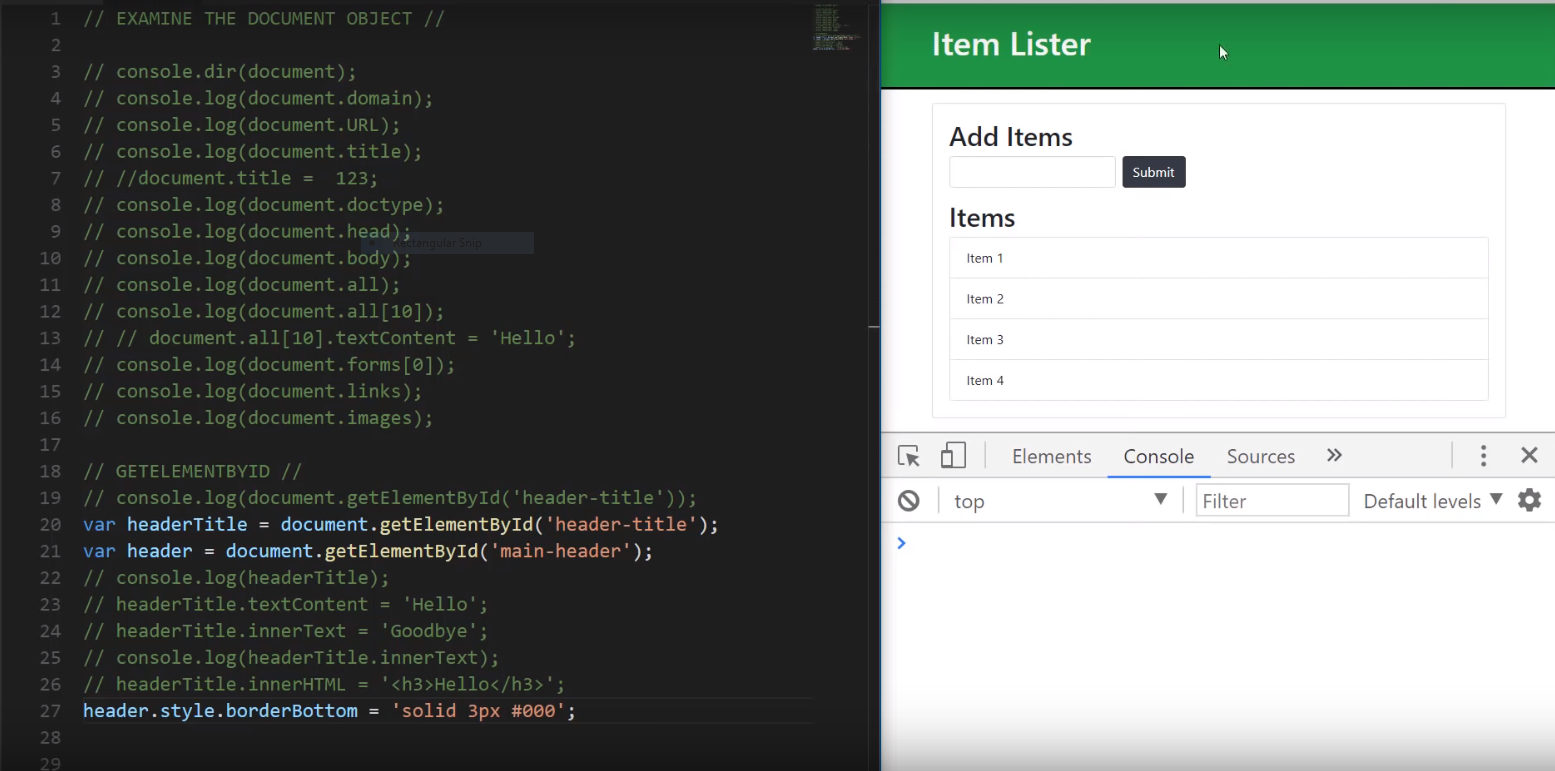 1 // EXAMINE THE DOCUMENT OBJECT //
2
3 // console.dir(document);
4 // console.log(document.domain);
5 // console.log(document.URL);
6 // console.log(document.title);
7 // //document.title =  123;
8 // console.log(document.doctype);
9 // console.log(document.head);
Rectangular Snip
10 // console.log(document.body);
11 // console.log(document.all);
12 // console.log(document.all[10]);
13 // // document.all[10].textContent = 'Hello';
14 // console.log(document.forms[0]);
15 // console.log(document.links);
16 // console.log(document.images);
17
18 // GETELEMENTBYID //
19 // console.log(document.getElementById('header-title'));
20 var headerTitle = document.getElementById('header-title');
21 var header = document.getElementById('main-header');
22 // console.log(headerTitle);
23 // headerTitle.textContent = 'Hello';
24 // headerTitle.innerText = 'Goodbye';
25 // console.log(headerTitle.innerText);
26 // headerTitle.innerHTML = '<h3>Hello</h3>';
27 header.style.borderBottom = 'solid 3px #000';
28
29
Item Lister
Add Items
Submit
Items
Item 1
Item 2
Item 3
Item 4
Elements Console Sources »
top Filter Default levels